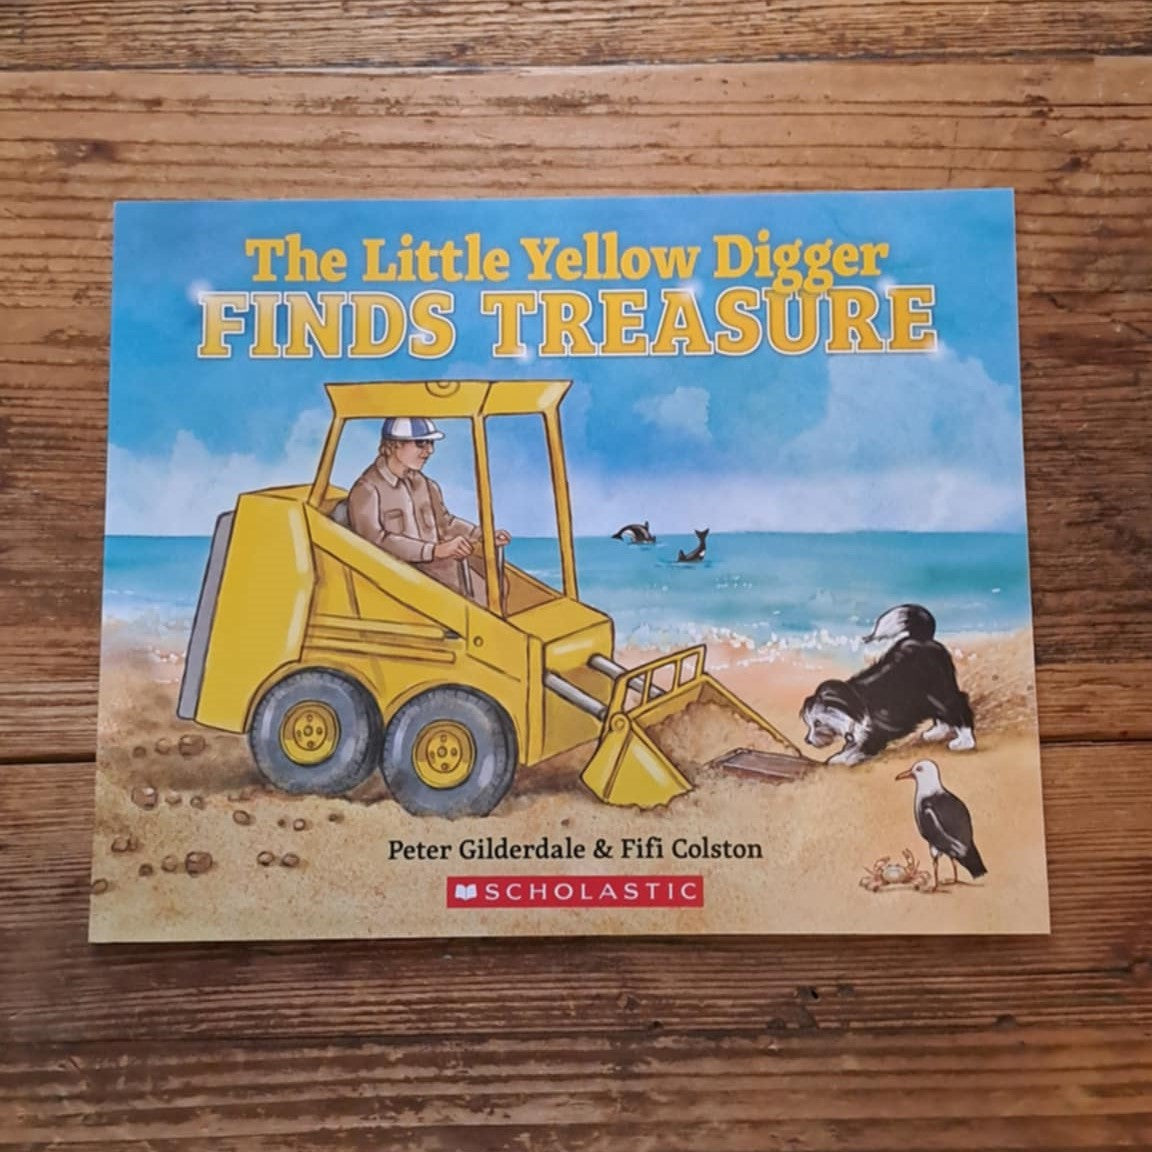 The Little Yellow Digger
FINDS TREASURE
Peter Gilderdale & Fifi Colston
SCHOLASTIC